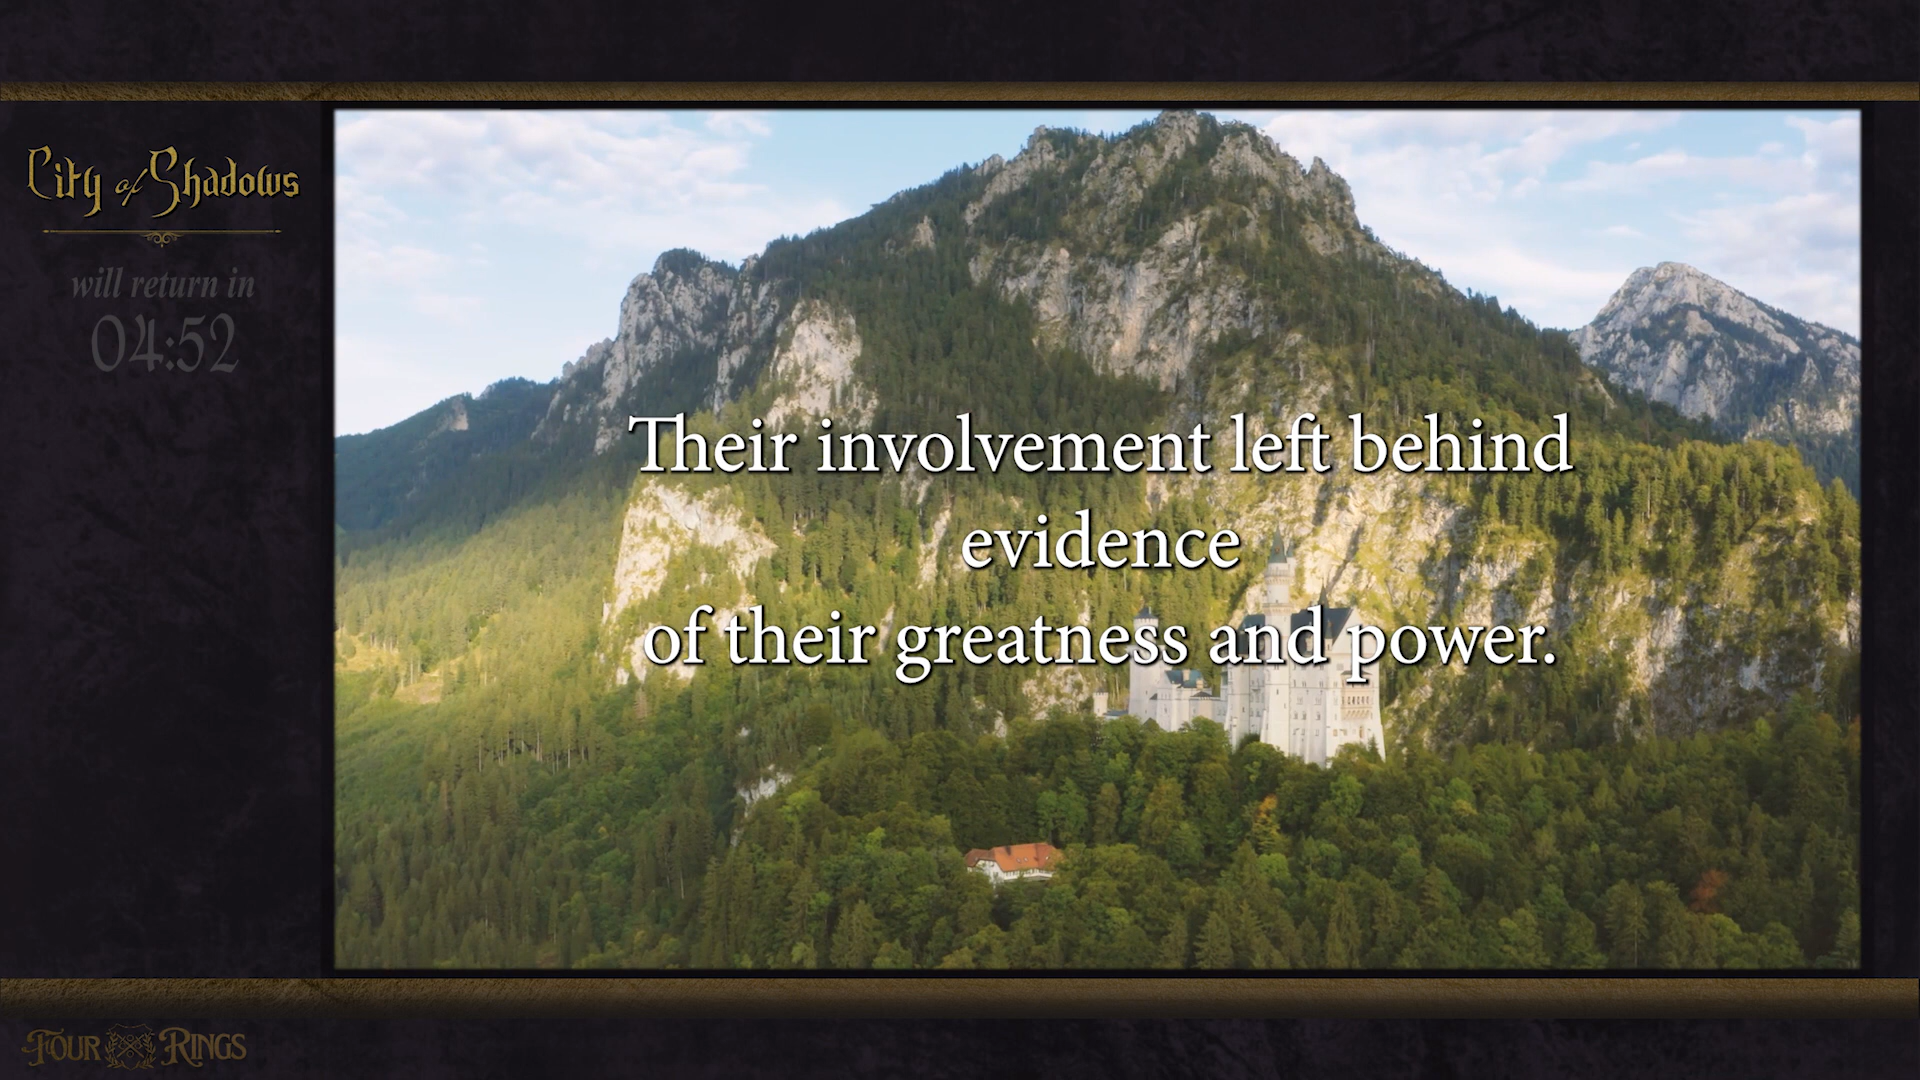 City of Shadows
will return in
04:52
Their involvement left behind
evidence
of their greatness and power.
FOUR RINGS